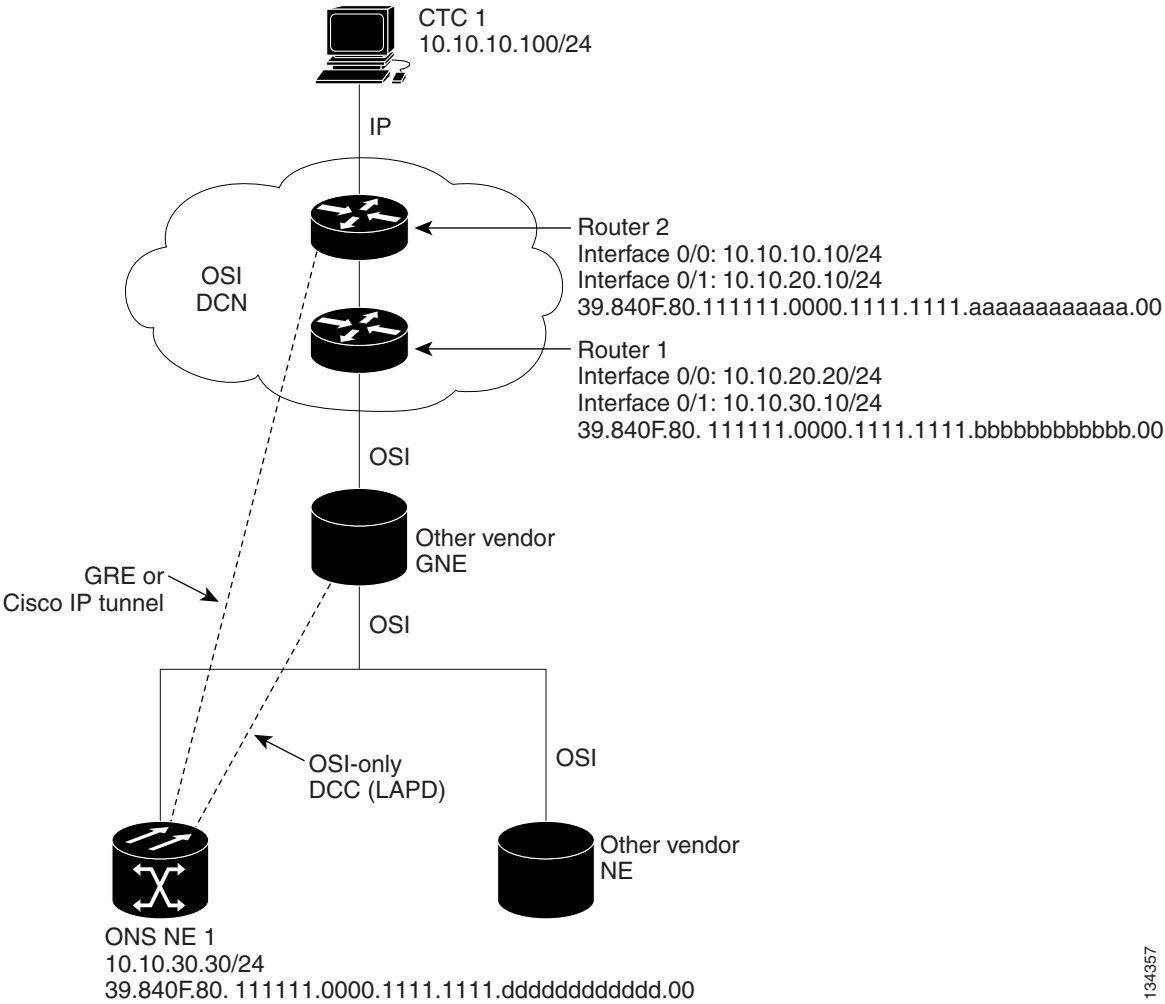 CTC 1
10.10.10.100/24
IP
Router 2
Interface 0/0: 10.10.10.10/24
Interface 0/1: 10.10.20.10/24
39.840F.80.111111.0000.1111.1111.aaaaaaaaaaaa.00
OSI
DCN
Router 1
Interface 0/0: 10.10.20.20/24
Interface 0/1: 10.10.30.10/24
39.840F.80. 111111.0000.1111.1111.bbbbbbbbbbbb.00
OSI
Other vendor
GNE
GRE or
Cisco IP tunnel
OSI
OSI-only
DCC (LAPD)
OSI
Other vendor
NE
ONS NE 1
10.10.30.30/24
39.840F.80. 111111.0000.1111.1111.dddddddddddd.00
134357